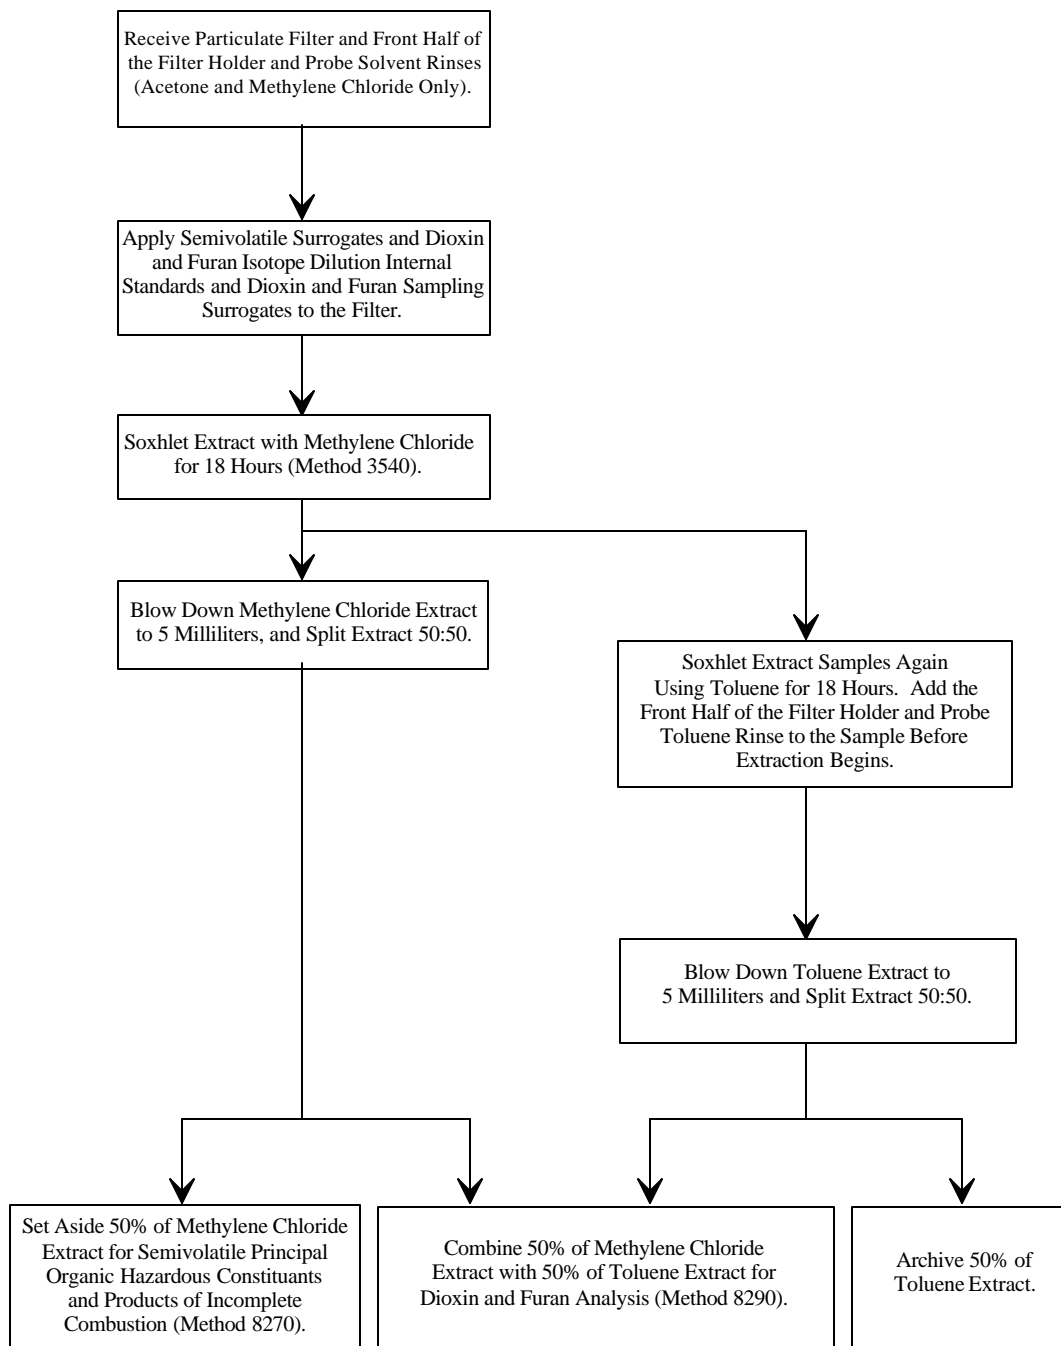 Receive Particulate Filter and Front Half of
the Filter Holder and Probe Solvent Rinses
(Acetone and Methylene Chloride Only).
Apply Semivolatile Surrogates and Dioxin
and Furan Isotope Dilution Internal
Standards and Dioxin and Furan Sampling
Surrogates to the Filter.
Soxhlet Extract with Methylene Chloride
for 18 Hours (Method 3540).
Blow Down Methylene Chloride Extract
to 5 Milliliters, and Split Extract 50:50.
Soxhlet Extract Samples Again
Using Toluene for 18 Hours. Add the
Front Half of the Filter Holder and Probe
Toluene Rinse to the Sample Before
Extraction Begins.
Blow Down Toluene Extract to
5 Milliliters and Split Extract 50:50.
Set Aside 50% of Methylene Chloride
Extract for Semivolatile Principal
Organic Hazardous Constituants
and Products of Incomplete
Combustion (Method 8270).
Combine 50% of Methylene Chloride
Extract with 50% of Toluene Extract for
Dioxin and Furan Analysis (Method 8290).
Archive 50% of
Toluene Extract.